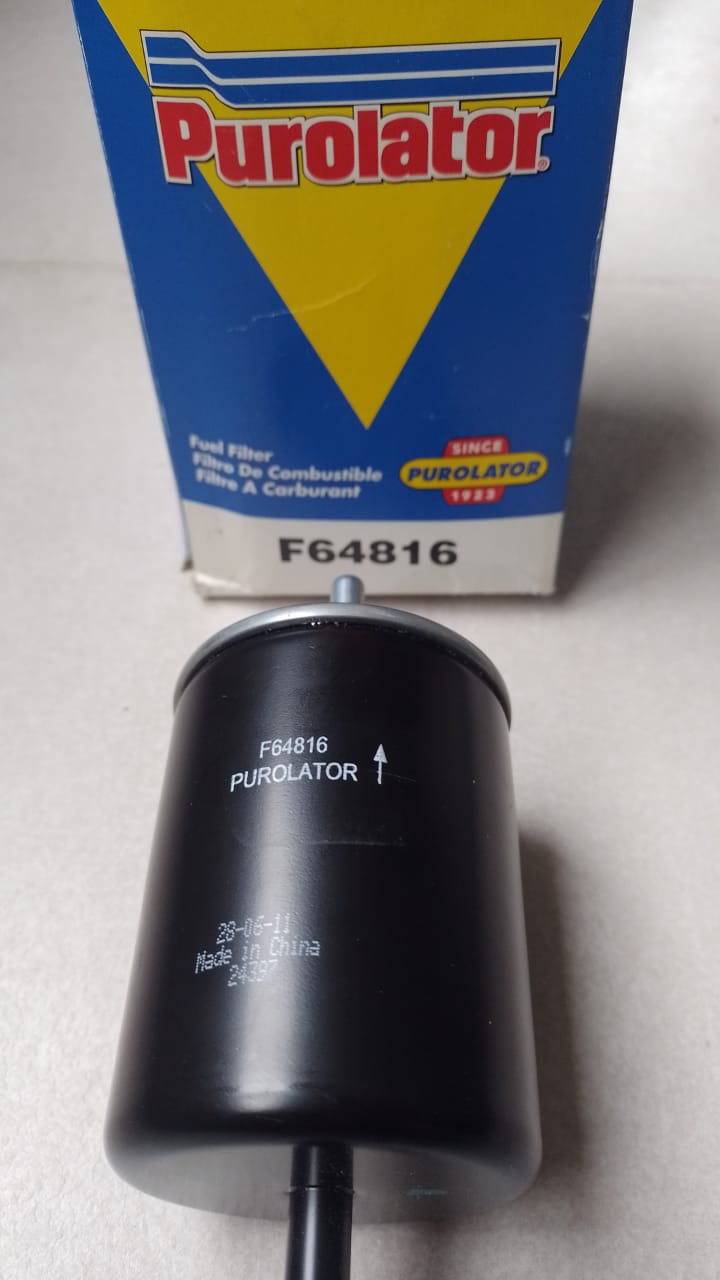 Purolator®
Fuel Filter
Filtro De Combustible
Filtre A Carburant
SINCE
PUROLATOR
1923
F64816
F64816
PUROLATOR
28-06-11
Made in China
24397